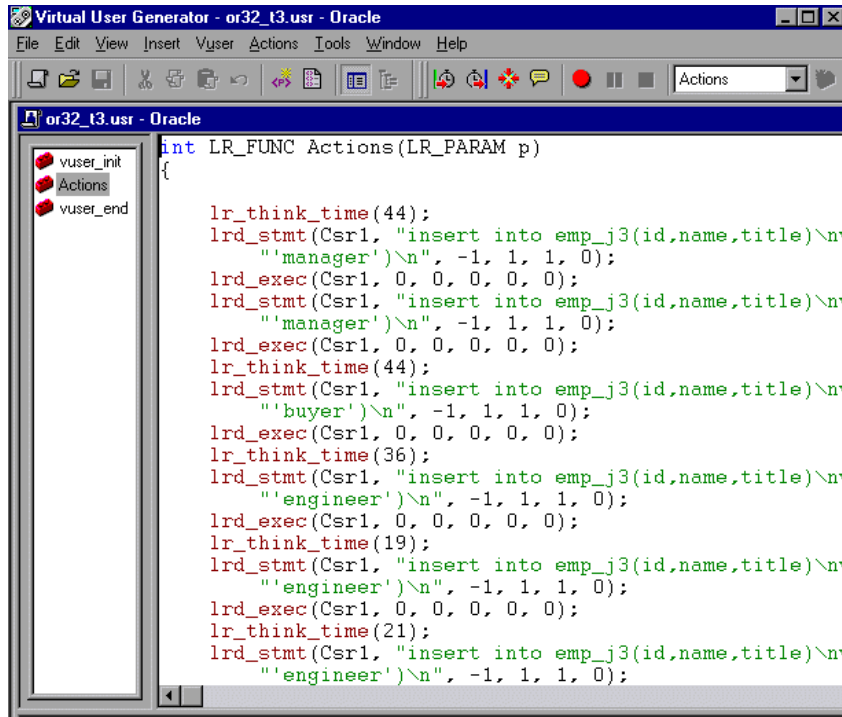 Virtual User Generator - or32_t3.usr - Oracle
File Edit View Insert Vuser Actions Tools Window Help
Actions
or32_t3.usr - Oracle
vuser_init
Actions
vuser_end
int LR_FUNC Actions(LR_PARAM p)
{
lr_think_time(44);
lrd_stmt(Csr1, "insert into emp_j3(id,name,title)\nv
"'manager')\n", -1, 1, 1, 0);
lrd_exec(Csr1, 0, 0, 0, 0, 0);
lrd_stmt(Csr1, "insert into emp_j3(id,name,title)\nv
"'manager')\n", -1, 1, 1, 0);
lrd_exec(Csr1, 0, 0, 0, 0, 0);
lr_think_time(44);
lrd_stmt(Csr1, "insert into emp_j3(id,name,title)\nv
"'buyer')\n", -1, 1, 1, 0);
lrd_exec(Csr1, 0, 0, 0, 0, 0);
lr_think_time(36);
lrd_stmt(Csr1, "insert into emp_j3(id,name,title)\nv
"'engineer')\n", -1, 1, 1, 0);
lrd_exec(Csr1, 0, 0, 0, 0, 0);
lr_think_time(19);
lrd_stmt(Csr1, "insert into emp_j3(id,name,title)\nv
"'engineer')\n", -1, 1, 1, 0);
lrd_exec(Csr1, 0, 0, 0, 0, 0);
lr_think_time(21);
lrd_stmt(Csr1, "insert into emp_j3(id,name,title)\nv
"'engineer')\n", -1, 1, 1, 0);